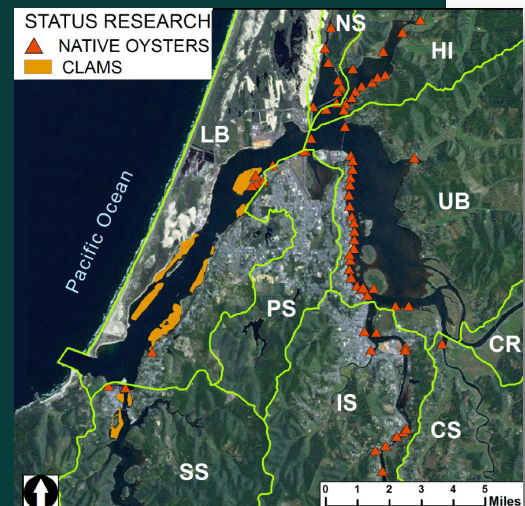 STATUS RESEARCH
NATIVE OYSTERS
CLAMS
NS
HI
LB
Pacific Ocean
UB
PS
CR
IS
CS
SS
0 1 2 3 4 5
Miles